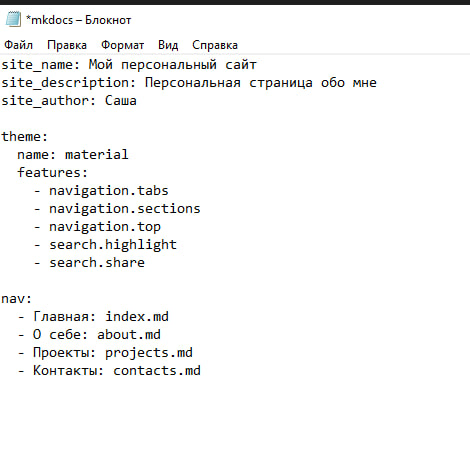 *mkdocs – Блокнот
Файл Правка Формат Вид Справка
site_name: Мой персональный сайт
site_description: Персональная страница обо мне
site_author: Саша

theme:
  name: material
  features:
    - navigation.tabs
    - navigation.sections
    - navigation.top
    - search.highlight
    - search.share

nav:
  - Главная: index.md
  - О себе: about.md
  - Проекты: projects.md
  - Контакты: contacts.md